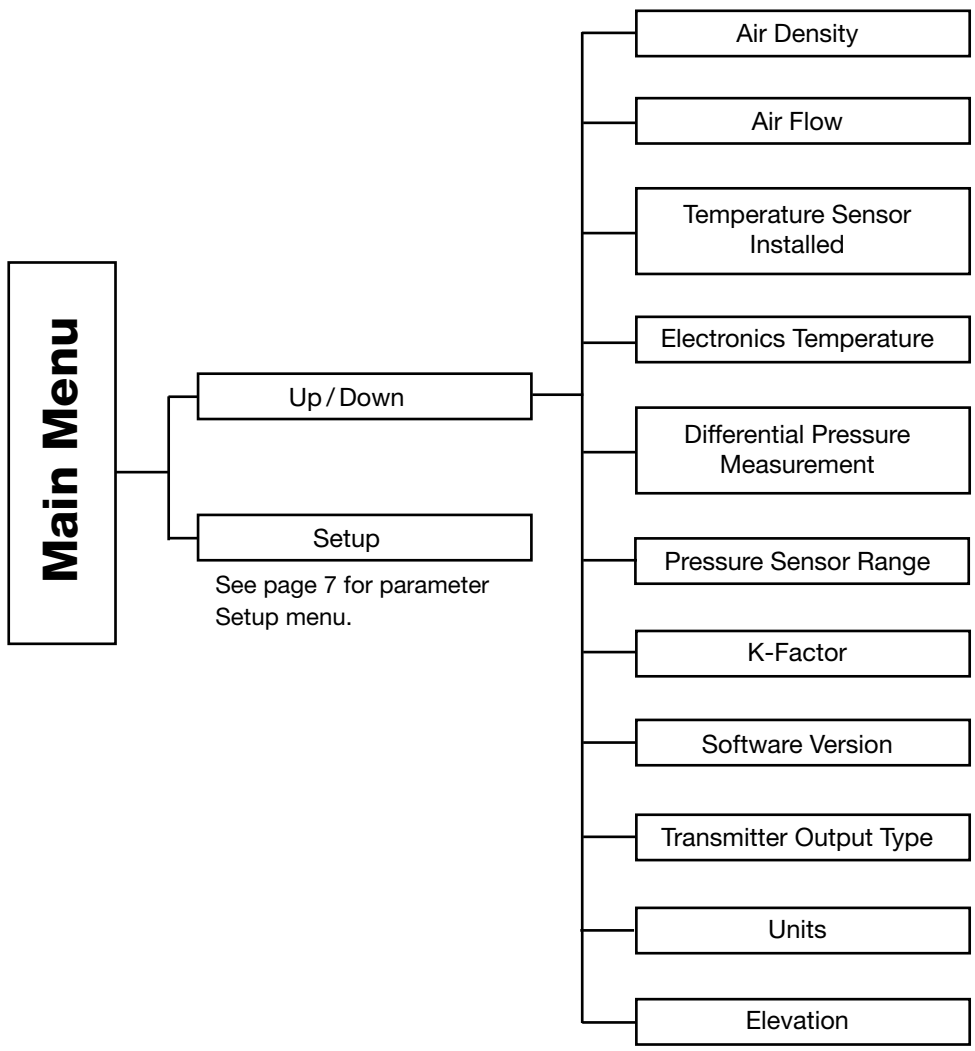 Main Menu
Up / Down
Setup
See page 7 for parameter
Setup menu.
Air Density
Air Flow
Temperature Sensor
Installed
Electronics Temperature
Differential Pressure
Measurement
Pressure Sensor Range
K-Factor
Software Version
Transmitter Output Type
Units
Elevation